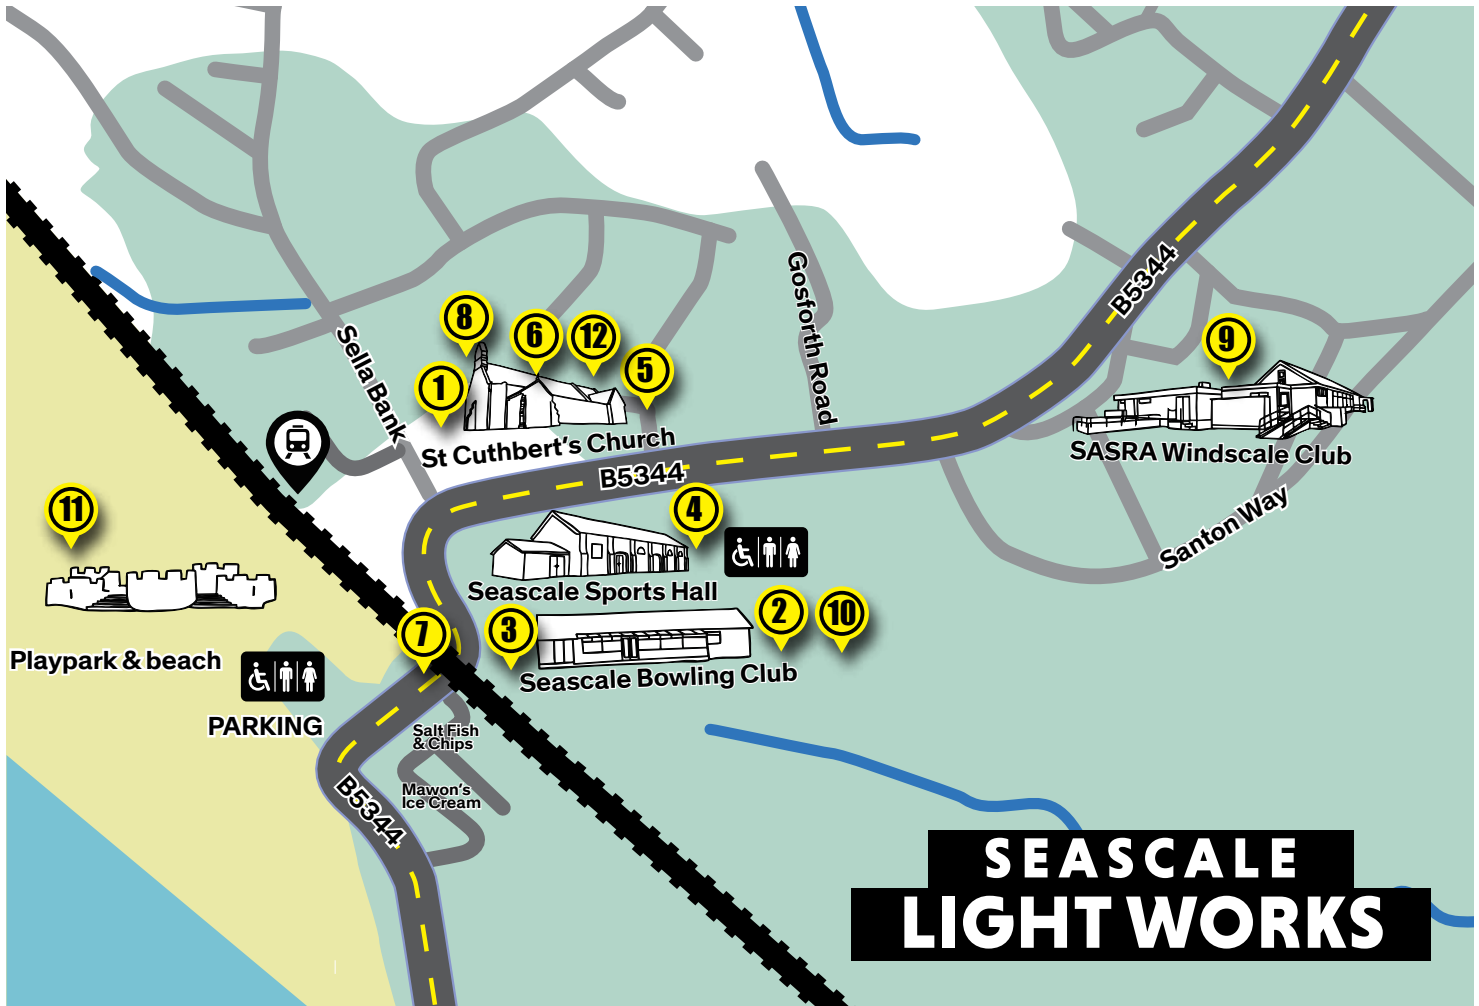 B5344
Gosforth Road
8
6
12
9
Sella Bank
1
5
St Cuthbert's Church
SASRA Windscale Club
B5344
11
4
Santon Way
Seascale Sports Hall
7
3
2
10
Playpark & beach
Seascale Bowling Club
PARKING
Salt Fish
& Chips
Mawon's
Ice Cream
B5344
SEASCALE
LIGHT WORKS